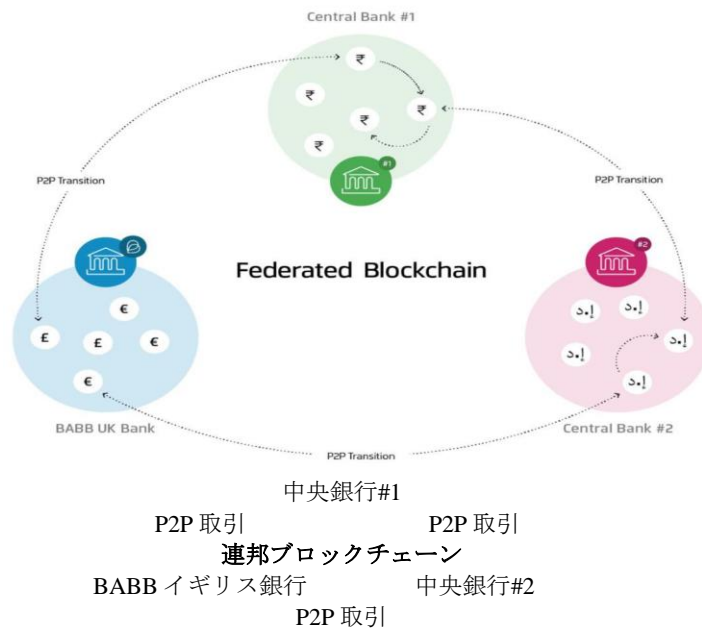 Central Bank #1
₹
₹
₹
₹
₹
#1
P2P Transition
P2P Transition
#2
Federated Blockchain
€
£
£
€
€
د.إ
د.إ
د.إ
د.إ
د.إ
BABB UK Bank
Central Bank #2
P2P Transition
中央銀行#1
P2P 取引 P2P 取引
連邦ブロックチェーン
BABB イギリス銀行 中央銀行#2
P2P 取引